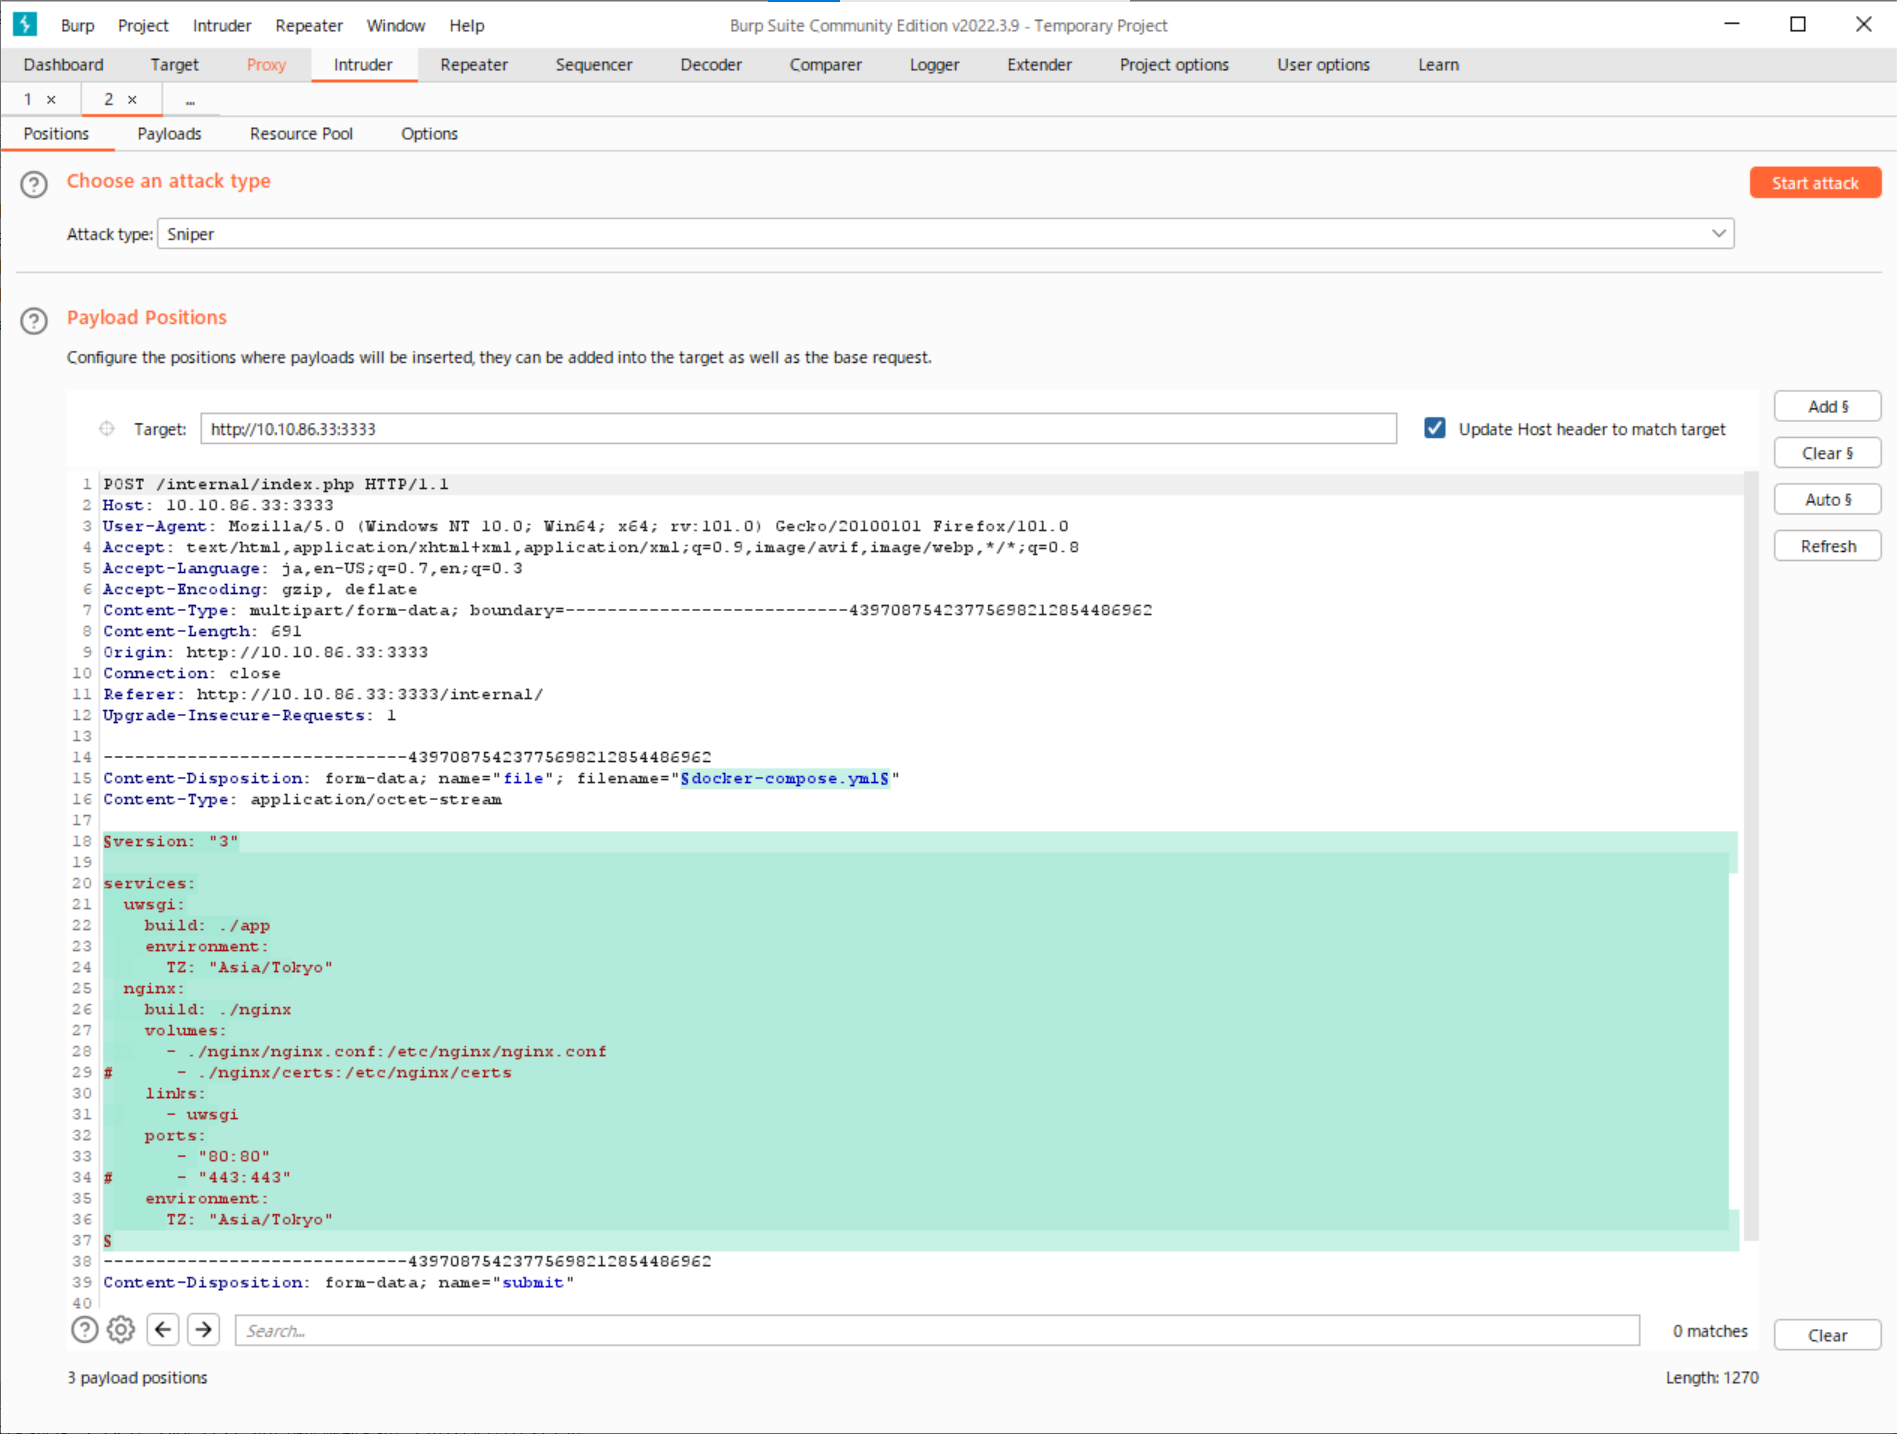 Burp Project Intruder Repeater Window Help Burp Suite Community Edition v2022.3.9 - Temporary Project
Dashboard Target Proxy Intruder Repeater Sequencer Decoder Comparer Logger Extender Project options User options Learn
1 × 2 × ...
Positions Payloads Resource Pool Options
? Choose an attack type
Start attack
Attack type: Sniper
? Payload Positions
Configure the positions where payloads will be inserted, they can be added into the target as well as the base request.
Target: http://10.10.86.33:3333 Update Host header to match target
Add §
Clear §
Auto §
Refresh
1 POST /internal/index.php HTTP/1.1
2 Host: 10.10.86.33:3333
3 User-Agent: Mozilla/5.0 (Windows NT 10.0; Win64; x64; rv:101.0) Gecko/20100101 Firefox/101.0
4 Accept: text/html,application/xhtml+xml,application/xml;q=0.9,image/avif,image/webp,*/*;q=0.8
5 Accept-Language: ja,en-US;q=0.7,en;q=0.3
6 Accept-Encoding: gzip, deflate
7 Content-Type: multipart/form-data; boundary=---------------------------43970875423775698212854486962
8 Content-Length: 691
9 Origin: http://10.10.86.33:3333
10 Connection: close
11 Referer: http://10.10.86.33:3333/internal/
12 Upgrade-Insecure-Requests: 1
13
14 -----------------------------43970875423775698212854486962
15 Content-Disposition: form-data; name="file"; filename="§docker-compose.yml§"
16 Content-Type: application/octet-stream
17
18 §version: "3"
19
20 services:
21   uwsgi:
22     build: ./app
23     environment:
24       TZ: "Asia/Tokyo"
25   nginx:
26     build: ./nginx
27     volumes:
28       - ./nginx/nginx.conf:/etc/nginx/nginx.conf
29 #      - ./nginx/certs:/etc/nginx/certs
30     links:
31       - uwsgi
32     ports:
33        - "80:80"
34 #      - "443:443"
35     environment:
36       TZ: "Asia/Tokyo"
37 §
38 -----------------------------43970875423775698212854486962
39 Content-Disposition: form-data; name="submit"
40
? Search... 0 matches Clear
3 payload positions Length: 1270